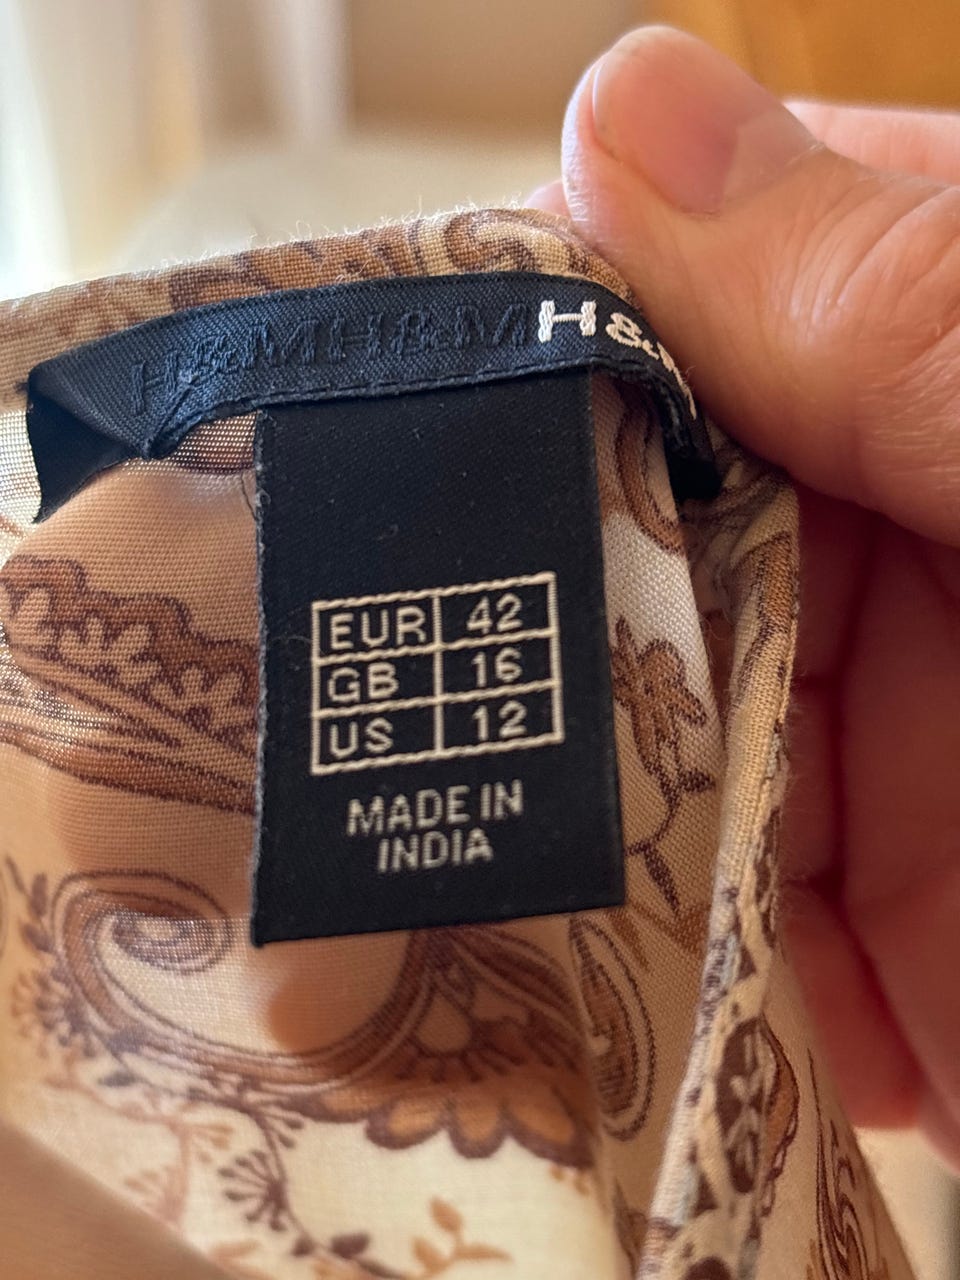 H&MH&MH&
EUR 42
GB 16
US 12
MADE IN
INDIA